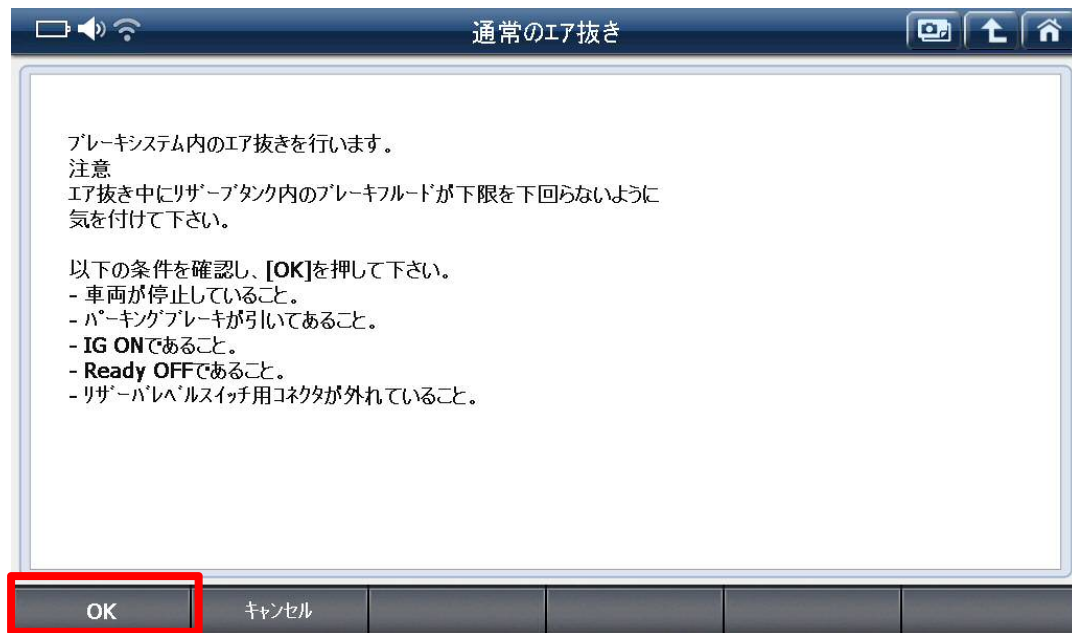 通常のｴｱ抜き
ﾌﾞﾚｰｷｼｽﾃﾑ内のｴｱ抜きを行います。
注意
ｴｱ抜き中にﾘｻﾞｰﾌﾞﾀﾝｸ内のﾌﾞﾚｰｷﾌﾙｰﾄﾞが下限を下回らないように
気を付けて下さい。
以下の条件を確認し、[OK]を押して下さい。
- 車両が停止していること。
- ﾊﾟｰｷﾝｸﾞﾌﾞﾚｰｷが引いてあること。
- IG ONであること。
- Ready OFFであること。
- ﾘｻﾞｰﾊﾞﾚﾍﾞﾙｽｲｯﾁ用ｺﾈｸﾀが外れていること。
OK ｷｬﾝｾﾙ